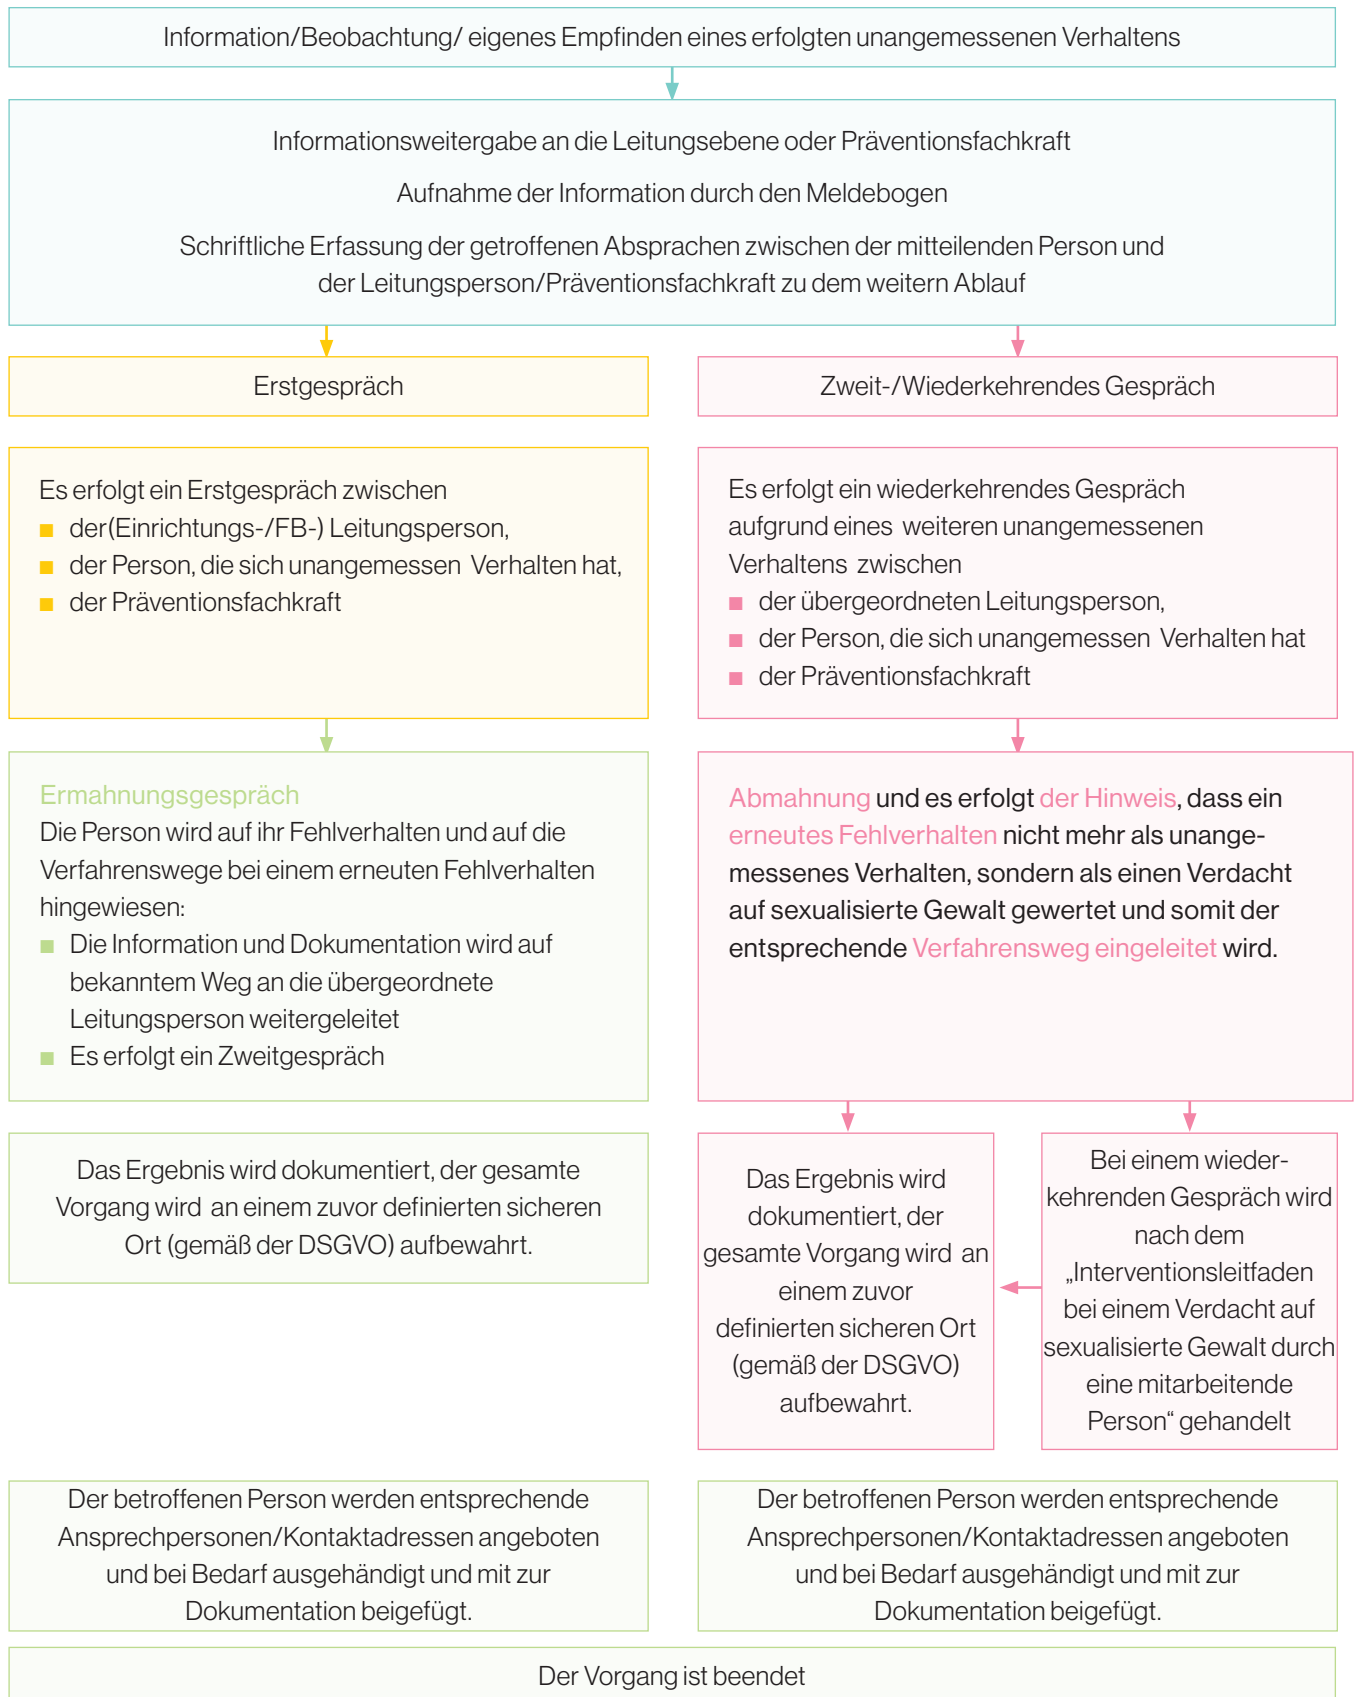 Information/Beobachtung/ eigenes Empfinden eines erfolgten unangemessenen Verhaltens
Informationsweitergabe an die Leitungsebene oder Präventionsfachkraft
Aufnahme der Information durch den Meldebogen
Schriftliche Erfassung der getroffenen Absprachen zwischen der mitteilenden Person und
der Leitungsperson/Präventionsfachkraft zu dem weitern Ablauf
Erstgespräch
Es erfolgt ein Erstgespräch zwischen
■ der(Einrichtungs-/FB-) Leitungsperson,
■ der Person, die sich unangemessen Verhalten hat,
■ der Präventionsfachkraft
Ermahnungsgespräch
Die Person wird auf ihr Fehlverhalten und auf die
Verfahrenswege bei einem erneuten Fehlverhalten
hingewiesen:
■ Die Information und Dokumentation wird auf
bekanntem Weg an die übergeordnete
Leitungsperson weitergeleitet
■ Es erfolgt ein Zweitgespräch
Das Ergebnis wird dokumentiert, der gesamte
Vorgang wird an einem zuvor definierten sicheren
Ort (gemäß der DSGVO) aufbewahrt.
Der betroffenen Person werden entsprechende
Ansprechpersonen/Kontaktadressen angeboten
und bei Bedarf ausgehändigt und mit zur
Dokumentation beigefügt.
Zweit-/Wiederkehrendes Gespräch
Es erfolgt ein wiederkehrendes Gespräch
aufgrund eines weiteren unangemessenen
Verhaltens zwischen
■ der übergeordneten Leitungsperson,
■ der Person, die sich unangemessen Verhalten hat
■ der Präventionsfachkraft
Abmahnung und es erfolgt der Hinweis, dass ein
erneutes Fehlverhalten nicht mehr als unange-
messenes Verhalten, sondern als einen Verdacht
auf sexualisierte Gewalt gewertet und somit der
entsprechende Verfahrensweg eingeleitet wird.
Das Ergebnis wird
dokumentiert, der
gesamte Vorgang wird an
einem zuvor
definierten sicheren Ort
(gemäß der DSGVO)
aufbewahrt.
Bei einem wieder-
kehrenden Gespräch wird
nach dem
„Interventionsleitfaden
bei einem Verdacht auf
sexualisierte Gewalt durch
eine mitarbeitende
Person“ gehandelt
Der betroffenen Person werden entsprechende
Ansprechpersonen/Kontaktadressen angeboten
und bei Bedarf ausgehändigt und mit zur
Dokumentation beigefügt.
Der Vorgang ist beendet